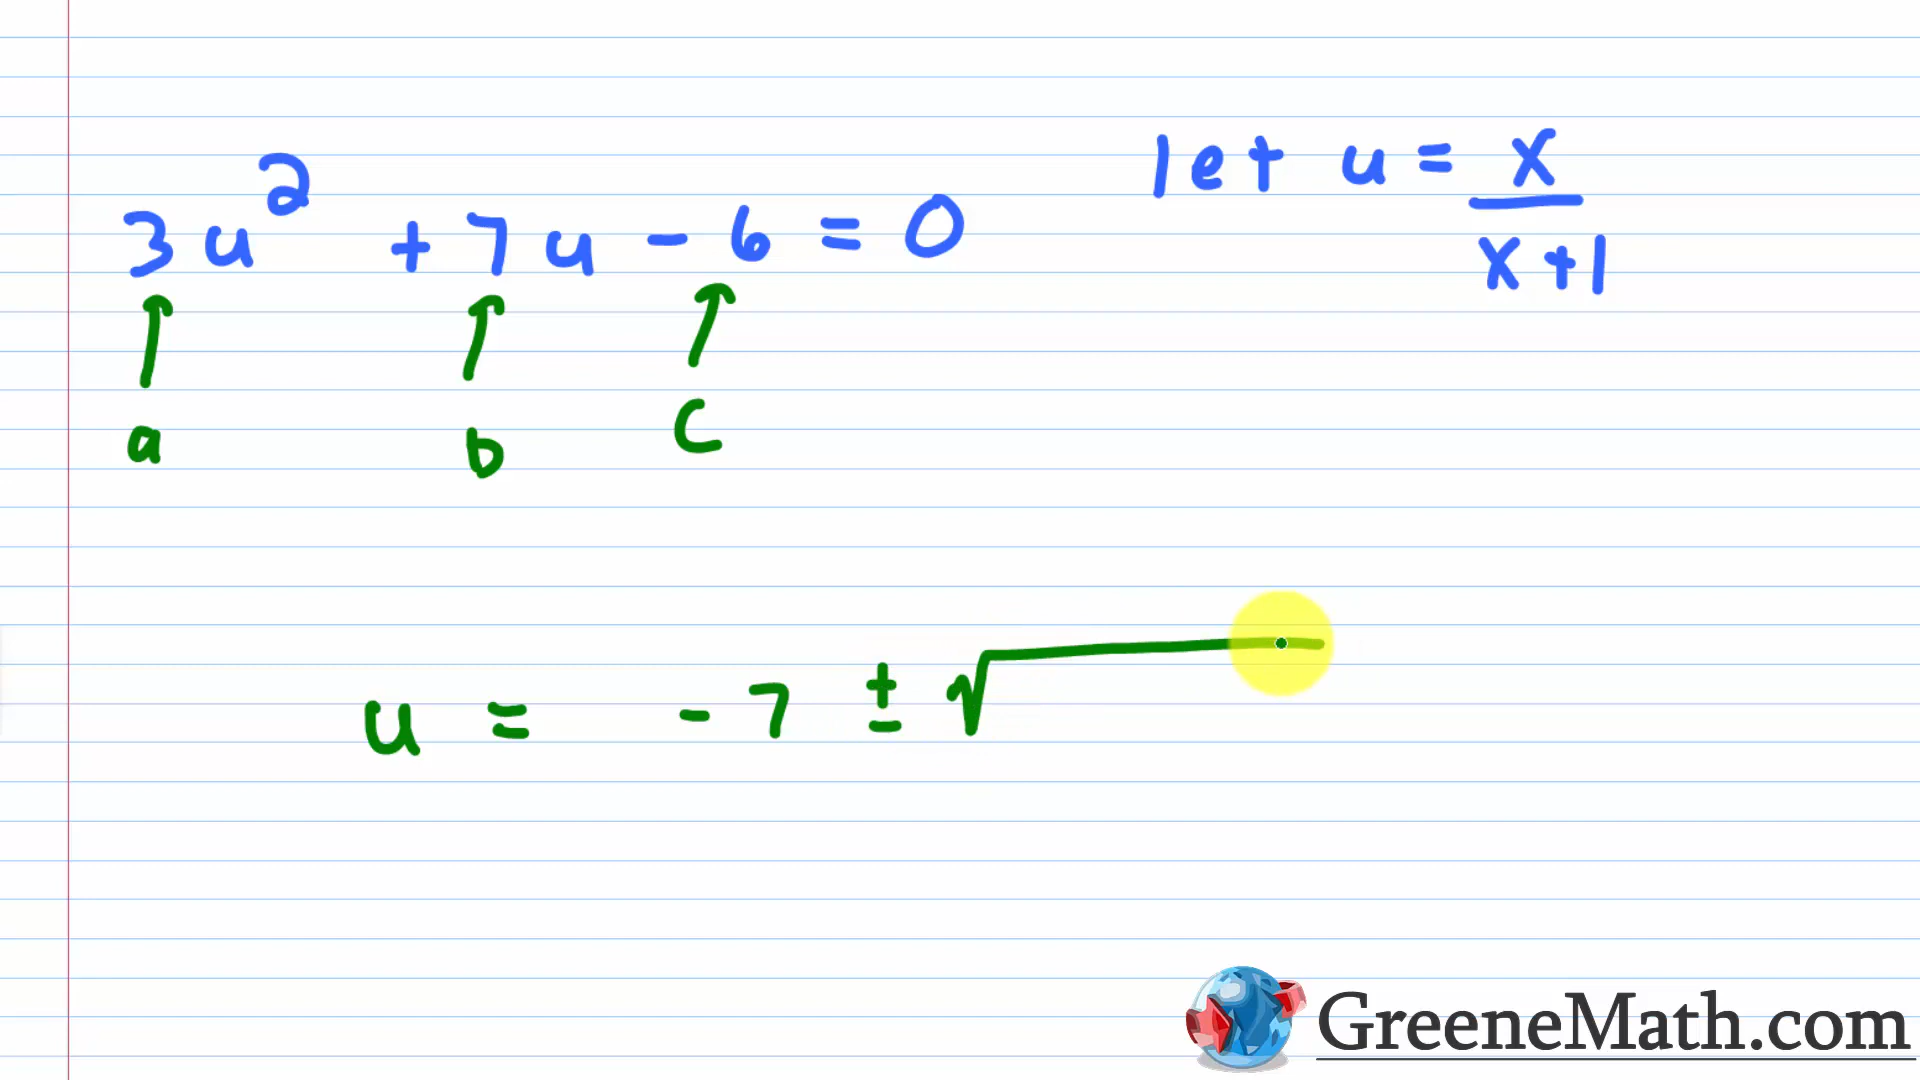 3u² + 7u - 6 = 0
let u = x/(x+1)
a b c
u = -7 ± √
GreeneMath.com